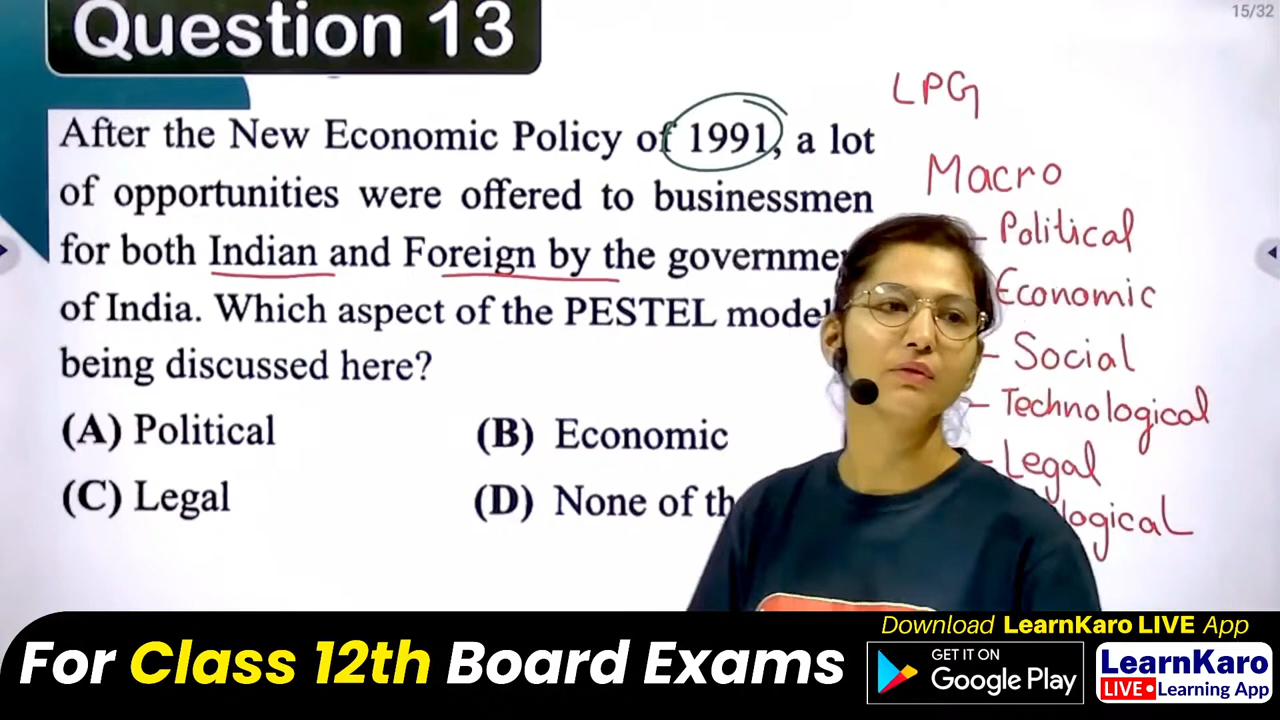 15/32
Question 13
After the New Economic Policy of 1991, a lot
of opportunities were offered to businessmen
for both Indian and Foreign by the
of India. Which aspect of the PESTEL model
being discussed here?
(A) Political
(B) Economic
(C) Legal
(D) None of
LPG
Macro
- Political
Economic
- Social
- Technological
- Legal
For Class 12th Board Exams
Download LearnKaro LIVE App
GET IT ON
Google Play
LearnKaro
LIVE • Learning App